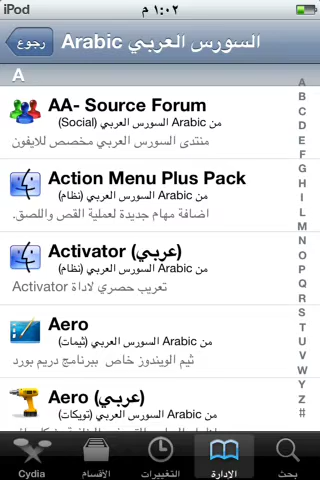 iPod
١:٠٢ م
رجوع
السورس العربي Arabic
A
AA- Source Forum
من Arabic السورس العربي (Social)
منتدى السورس العربي مخصص للايفون
Action Menu Plus Pack
من Arabic السورس العربي (نظام)
اضافة مهام جديدة لعملية القص واللصق.
Activator (عربي)
من Arabic السورس العربي (نظام)
تعريب حصري لاداة Activator
Aero
من Arabic السورس العربي (ثيمات)
ثيم الويندوز خاص ببرنامج دريم بورد
Aero (عربي)
من Arabic السورس العربي (تويكات)
A
B
C
D
E
F
G
H
I
L
M
N
O
P
Q
R
S
T
U
V
W
Y
Z
#
Cydia
الأقسام
التغييرات
الإدارة
بحث